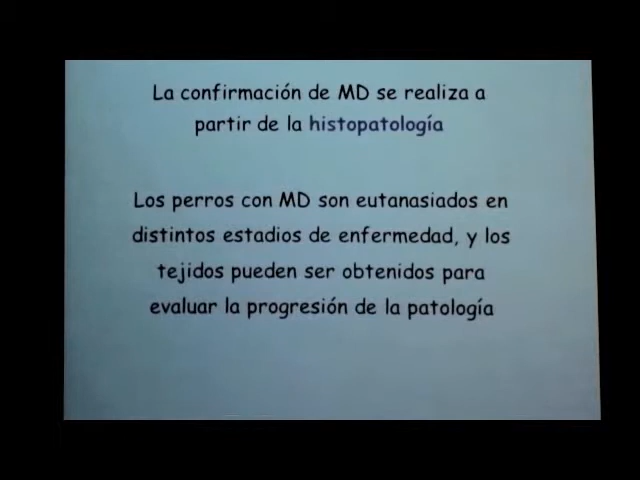 La confirmación de MD se realiza a
partir de la histopatología
Los perros con MD son eutanasiados en
distintos estadios de enfermedad, y los
tejidos pueden ser obtenidos para
evaluar la progresión de la patología